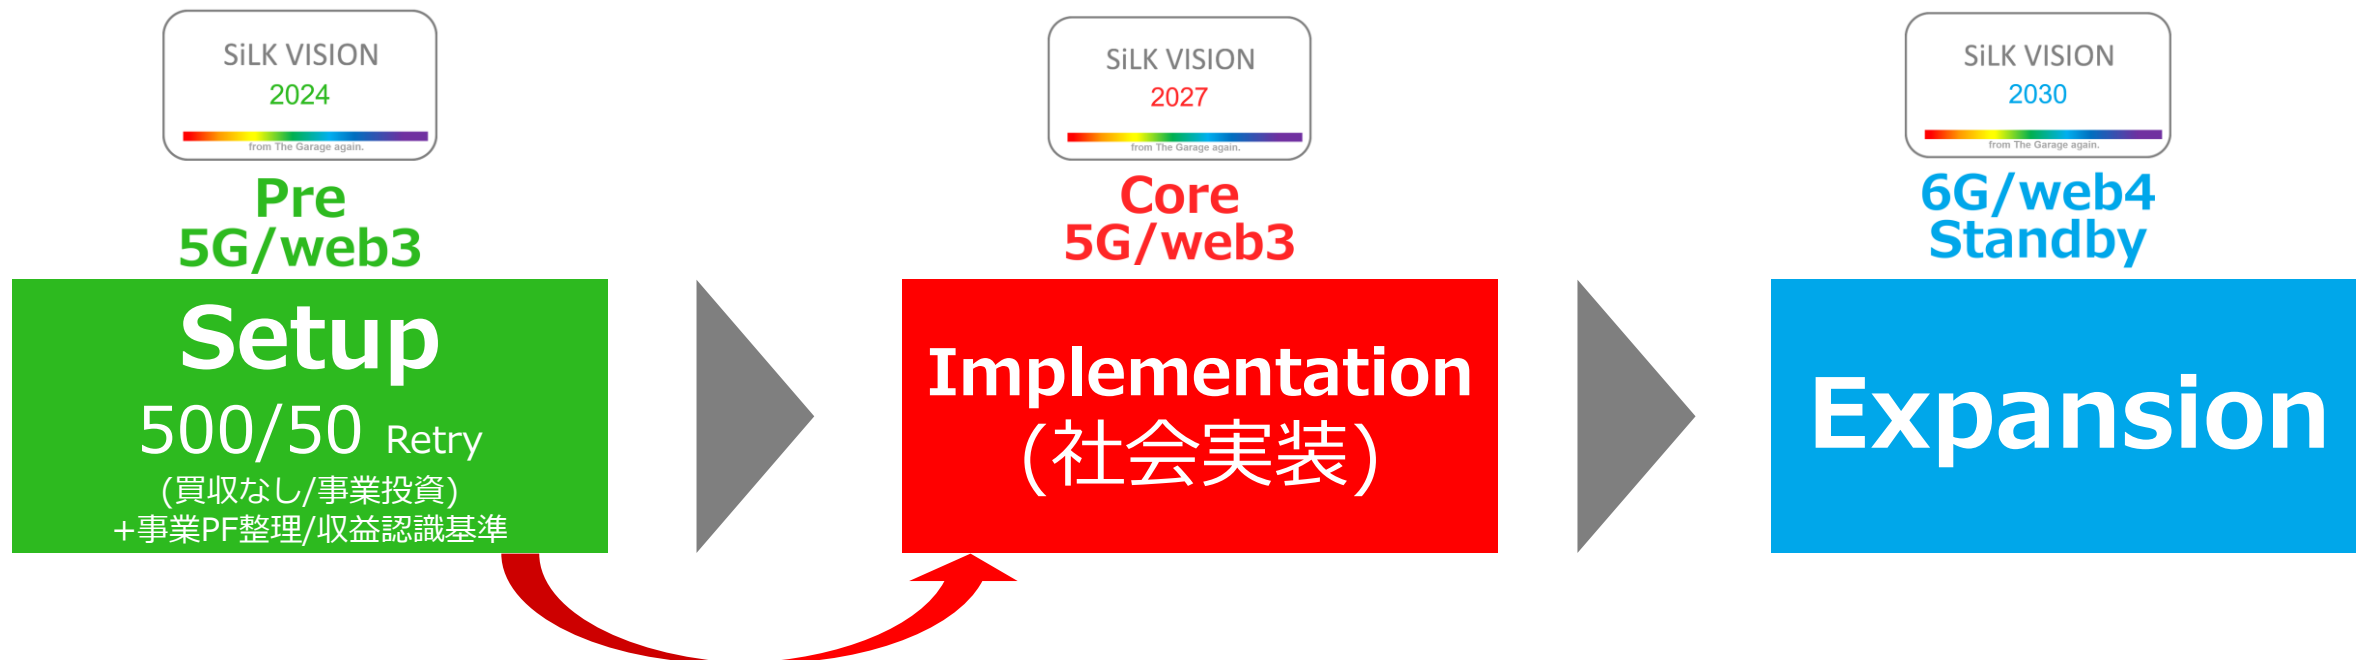 SiLK VISION
2024
from The Garage again.
Pre
5G/web3
Setup
500/50 Retry
(買収なし/事業投資)
+事業PF整理/収益認識基準
SiLK VISION
2027
from The Garage again.
Core
5G/web3
Implementation
(社会実装)
SiLK VISION
2030
from The Garage again.
6G/web4
Standby
Expansion